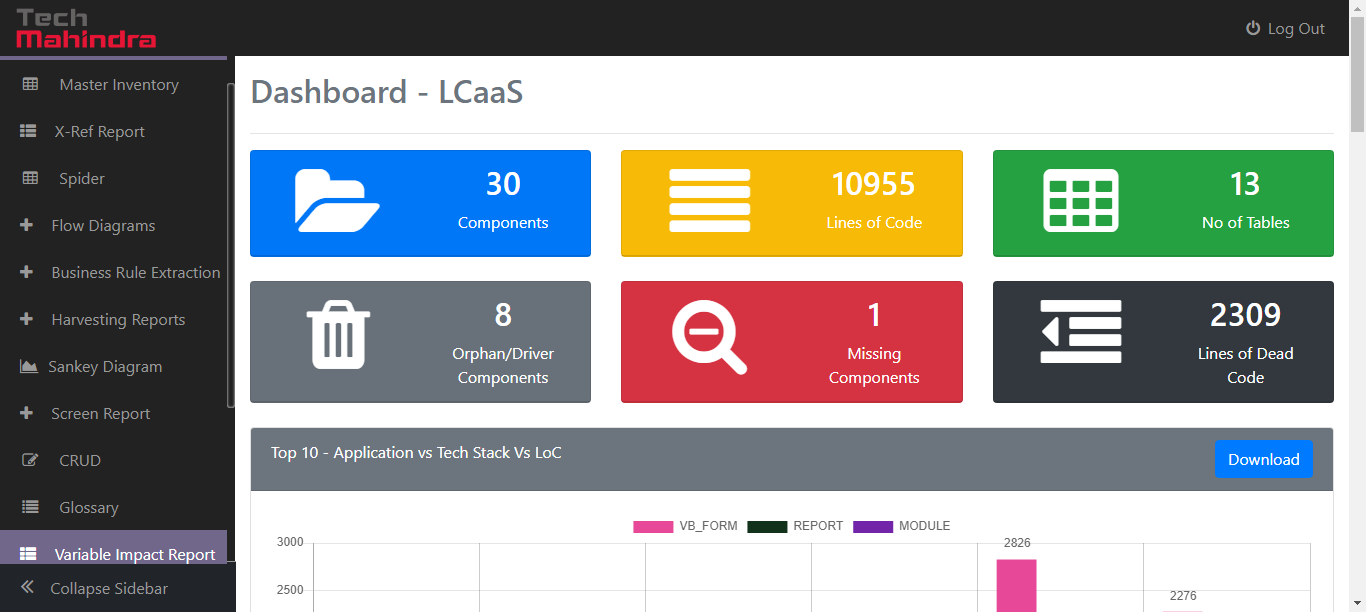 Tech
Mahindra
Log Out
Master Inventory
X-Ref Report
Spider
Flow Diagrams
Business Rule Extraction
Harvesting Reports
Sankey Diagram
Screen Report
CRUD
Glossary
Variable Impact Report
Collapse Sidebar
Dashboard - LCaaS
30
Components
10955
Lines of Code
13
No of Tables
8
Orphan/Driver
Components
1
Missing
Components
2309
Lines of Dead
Code
Top 10 - Application vs Tech Stack Vs LoC
Download
VB_FORM REPORT MODULE
3000
2826
2500
2276